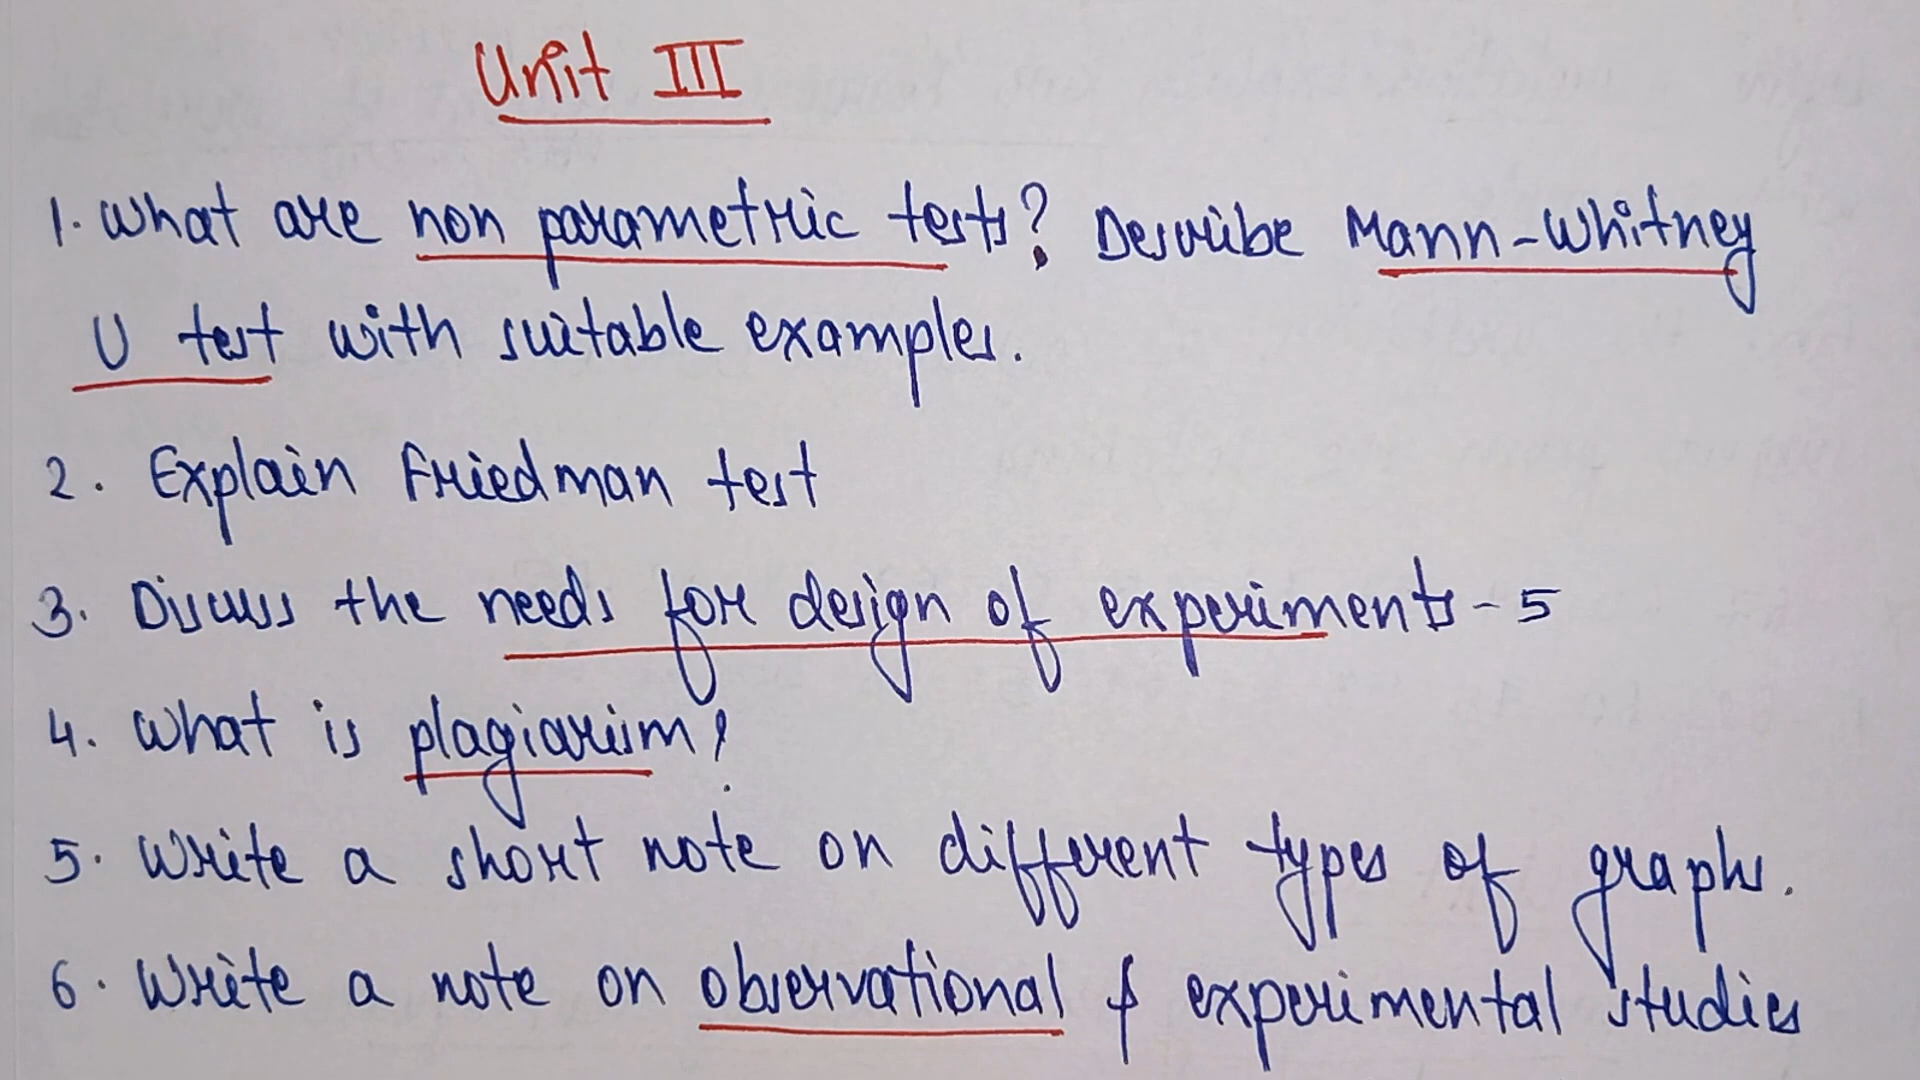 Unit III
1. What are non parametric tests? Describe Mann-Whitney
U test with suitable examples.
2. Explain Friedman test
3. Discuss the needs for design of experiments - 5
4. What is plagiarism?
5. Write a short note on different types of graphs.
6. Write a note on observational & experimental studies